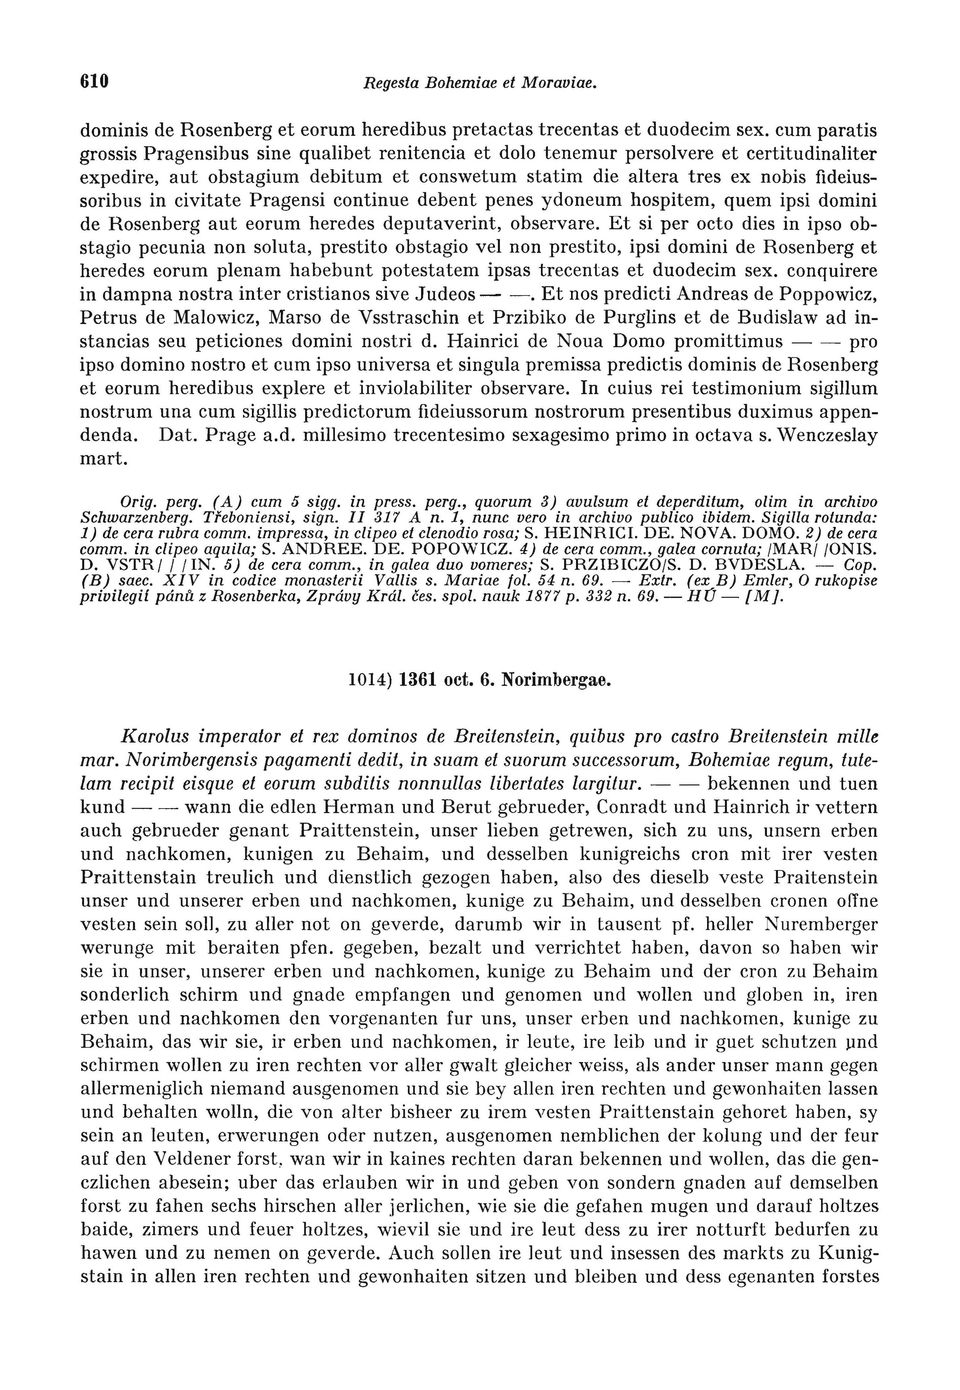 610 Regesta Bohemiae et Moraviae.
dominis de Rosenberg et eorum heredibus pretactas trecentas et duodecim sex. cum paratis
grossis Pragensibus sine qualibet renitencia et dolo tenemur persolvere et certitudinaliter
expedire, aut obstagium debitum et conswetum statim die altera tres ex nobis fideius-
soribus in civitate Pragensi continue debent penes ydoneum hospitem, quem ipsi domini
de Rosenberg aut eorum heredes deputaverint, observare. Et si per octo dies in ipso ob-
stagio pecunia non soluta, prestito obstagio vel non prestito, ipsi domini de Rosenberg et
heredes eorum plenam habebunt potestatem ipsas trecentas et duodecim sex. conquirere
in dampna nostra inter cristianos sive Judeos — —. Et nos predicti Andreas de Poppowicz,
Petrus de Malowicz, Marso de Vsstraschin et Przibiko de Purglins et de Budislaw ad in-
stancias seu peticiones domini nostri d. Hainrici de Noua Domo promittimus — — pro
ipso domino nostro et cum ipso universa et singula premissa predictis dominis de Rosenberg
et eorum heredibus explere et inviolabiliter observare. In cuius rei testimonium sigillum
nostrum una cum sigillis predictorum fideiussorum nostrorum presentibus duximus appen-
denda. Dat. Prage a.d. millesimo trecentesimo sexagesimo primo in octava s. Wenczeslay
mart.
Orig. perg. (A) cum 5 sigg. in press. perg., quorum 3) avulsum et deperditum, olim in archivo
Schwarzenberg. Třeboniensi, sign. II 317 A n. 1, nunc vero in archivo publico ibidem. Sigilla rotunda:
1) de cera rubra comm. impressa, in clipeo et clenodio rosa; S. HEINRICI. DE. NOVA. DOMO. 2) de cera
comm. in clipeo aquila; S. ANDREE. DE. POPOWICZ. 4) de cera comm., galea cornuta; /MAR/ /ONIS.
D. VSTR/ / /IN. 5) de cera comm., in galea duo vomeres; S. PRZIBICZO/S. D. BVDESLA. — Cop.
(B) saec. XIV in codice monasterii Vallis s. Mariae fol. 54 n. 69. — Extr. (ex B) Emler, O rukopise
privilegií pánů z Rosenberka, Zprávy Král. čes. spol. nauk 1877 p. 332 n. 69. — HÚ — [M].
1014) 1361 oct. 6. Norimbergae.
Karolus imperator et rex dominos de Breitenstein, quibus pro castro Breitenstein mille
mar. Norimbergensis pagamenti dedit, in suam et suorum successorum, Bohemiae regum, tute-
lam recipit eisque et eorum subditis nonnullas libertates largitur. — — bekennen und tuen
kund — — wann die edlen Herman und Berut gebrueder, Conradt und Hainrich ir vettern
auch gebrueder genant Praittenstein, unser lieben getrewen, sich zu uns, unsern erben
und nachkomen, kunigen zu Behaim, und desselben kunigreichs cron mit irer vesten
Praittenstain treulich und dienstlich gezogen haben, also des dieselb veste Praitenstein
unser und unserer erben und nachkomen, kunige zu Behaim, und desselben cronen offne
vesten sein soll, zu aller not on geverde, darumb wir in tausent pf. heller Nuremberger
werunge mit beraiten pfen. gegeben, bezalt und verrichtet haben, davon so haben wir
sie in unser, unserer erben und nachkomen, kunige zu Behaim und der cron zu Behaim
sonderlich schirm und gnade empfangen und genomen und wollen und globen in, iren
erben und nachkomen den vorgenanten fur uns, unser erben und nachkomen, kunige zu
Behaim, das wir sie, ir erben und nachkomen, ir leute, ire leib und ir guet schutzen und
schirmen wollen zu iren rechten vor aller gwalt gleicher weiss, als ander unser mann gegen
allermeniglich niemand ausgenomen und sie bey allen iren rechten und gewonhaiten lassen
und behalten wolln, die von alter bisheer zu irem vesten Praittenstain gehoret haben, sy
sein an leuten, erwerungen oder nutzen, ausgenomen nemblichen der kolung und der feur
auf den Veldener forst, wan wir in kaines rechten daran bekennen und wollen, das die gen-
czlichen abesein; uber das erlauben wir in und geben von sondern gnaden auf demselben
forst zu fahen sechs hirschen aller jerlichen, wie sie die gefahen mugen und darauf holtzes
baide, zimers und feuer holtzes, wievil sie und ire leut dess zu irer notturft bedurfen zu
hawen und zu nemen on geverde. Auch sollen ire leut und insessen des markts zu Kunig-
stain in allen iren rechten und gewonhaiten sitzen und bleiben und dess egenanten forstes